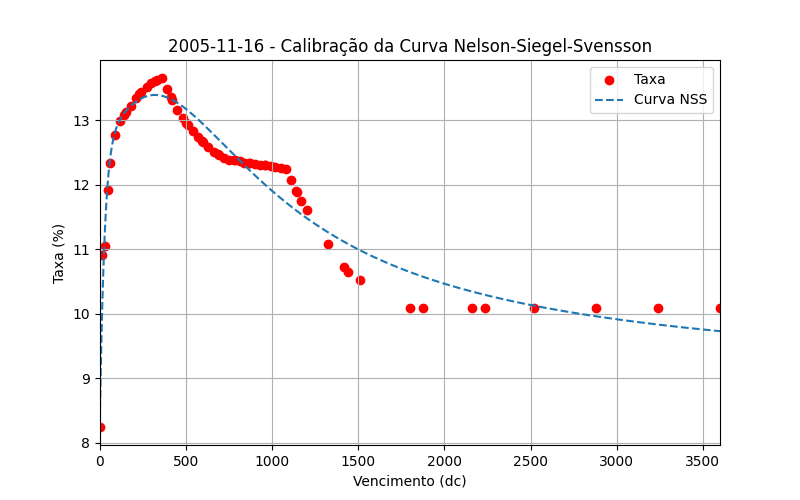 2005-11-16 - Calibração da Curva Nelson-Siegel-Svensson
Taxa
Curva NSS
Taxa (%)
13
12
11
10
9
8
0
500
1000
1500
2000
2500
3000
3500
Vencimento (dc)